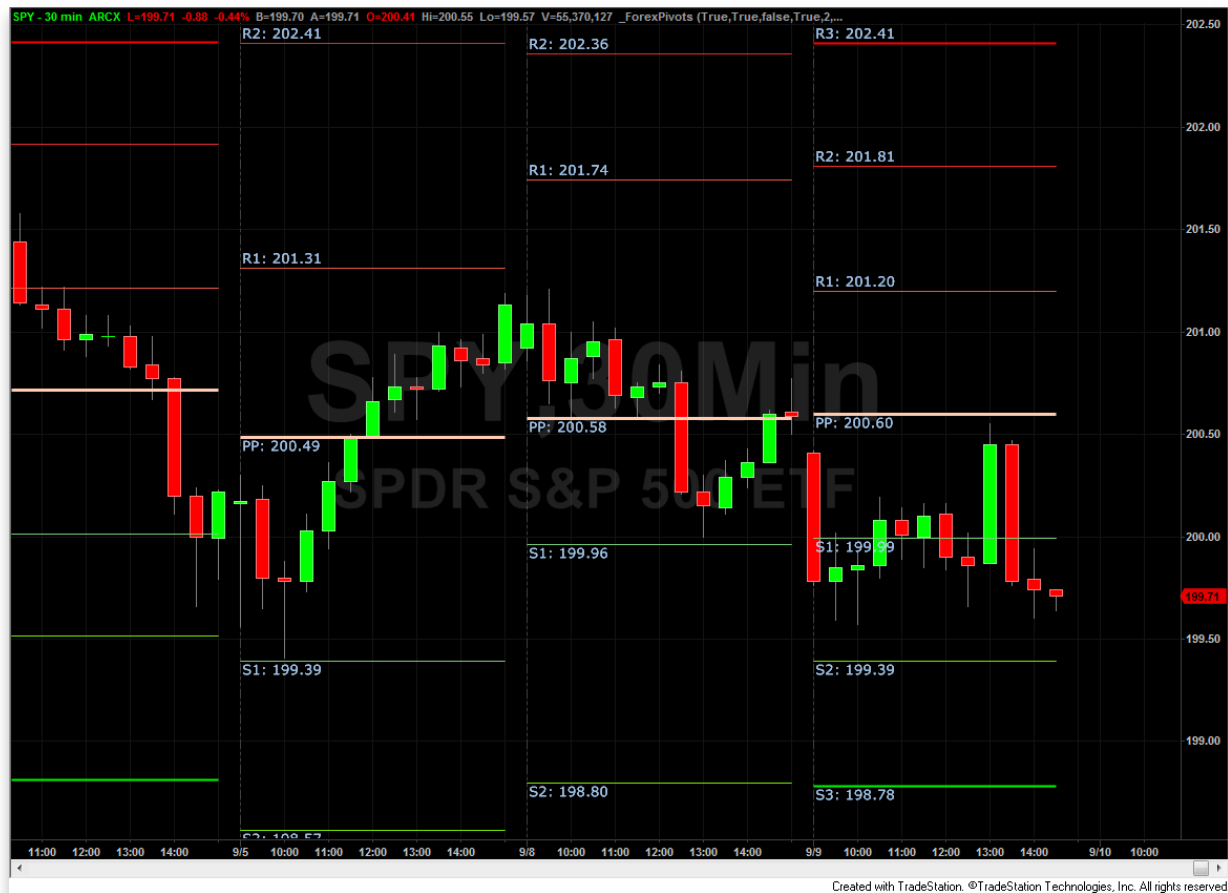 SPY - 30 min ARCX L=199.71 -0.88 -0.44% B=199.70 A=199.71 O=200.41 Hi=200.55 Lo=199.57 V=55,370,127 _ForexPivots (True,True,false,True,2,...
R2: 202.41
R2: 202.36
R3: 202.41
202.50
202.00
R1: 201.74
R2: 201.81
201.50
R1: 201.31
R1: 201.20
201.00
SPY,30Min
PP: 200.49
PP: 200.58
PP: 200.60
200.50
SPDR S&P 500 ETF
S1: 199.96
S1: 199.99
200.00
199.71
199.50
S1: 199.39
S2: 199.39
199.00
S2: 198.80
S3: 198.78
S2: 198.57
11:00 12:00 13:00 14:00 9/5 10:00 11:00 12:00 13:00 14:00 9/8 10:00 11:00 12:00 13:00 14:00 9/9 10:00 11:00 12:00 13:00 14:00 9/10 10:00
Created with TradeStation. ©TradeStation Technologies, Inc. All rights reserved